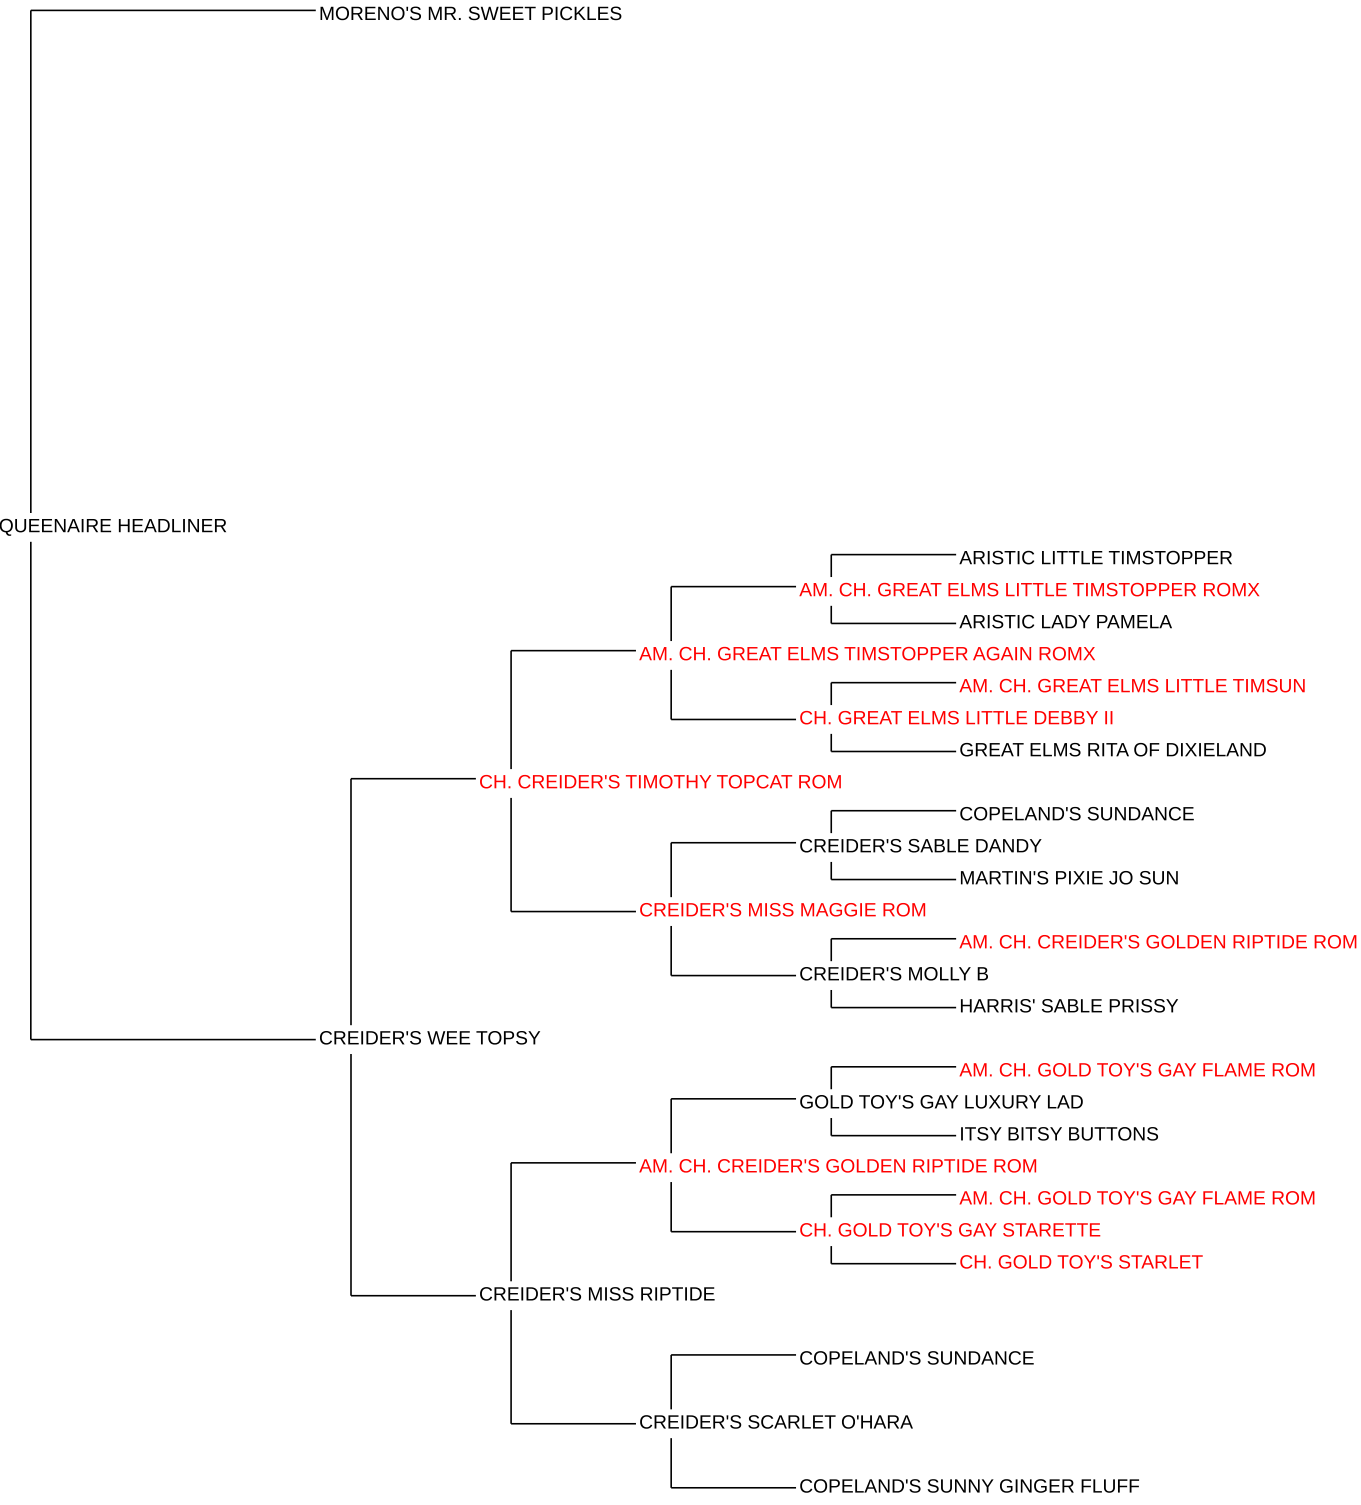 MORENO'S MR. SWEET PICKLES
QUEENAIRE HEADLINER
ARISTIC LITTLE TIMSTOPPER
AM. CH. GREAT ELMS LITTLE TIMSTOPPER ROMX
ARISTIC LADY PAMELA
AM. CH. GREAT ELMS TIMSTOPPER AGAIN ROMX
AM. CH. GREAT ELMS LITTLE TIMSUN
CH. GREAT ELMS LITTLE DEBBY II
GREAT ELMS RITA OF DIXIELAND
CH. CREIDER'S TIMOTHY TOPCAT ROM
COPELAND'S SUNDANCE
CREIDER'S SABLE DANDY
MARTIN'S PIXIE JO SUN
CREIDER'S MISS MAGGIE ROM
AM. CH. CREIDER'S GOLDEN RIPTIDE ROM
CREIDER'S MOLLY B
HARRIS' SABLE PRISSY
CREIDER'S WEE TOPSY
AM. CH. GOLD TOY'S GAY FLAME ROM
GOLD TOY'S GAY LUXURY LAD
ITSY BITSY BUTTONS
AM. CH. CREIDER'S GOLDEN RIPTIDE ROM
AM. CH. GOLD TOY'S GAY FLAME ROM
CH. GOLD TOY'S GAY STARETTE
CH. GOLD TOY'S STARLET
CREIDER'S MISS RIPTIDE
COPELAND'S SUNDANCE
CREIDER'S SCARLET O'HARA
COPELAND'S SUNNY GINGER FLUFF